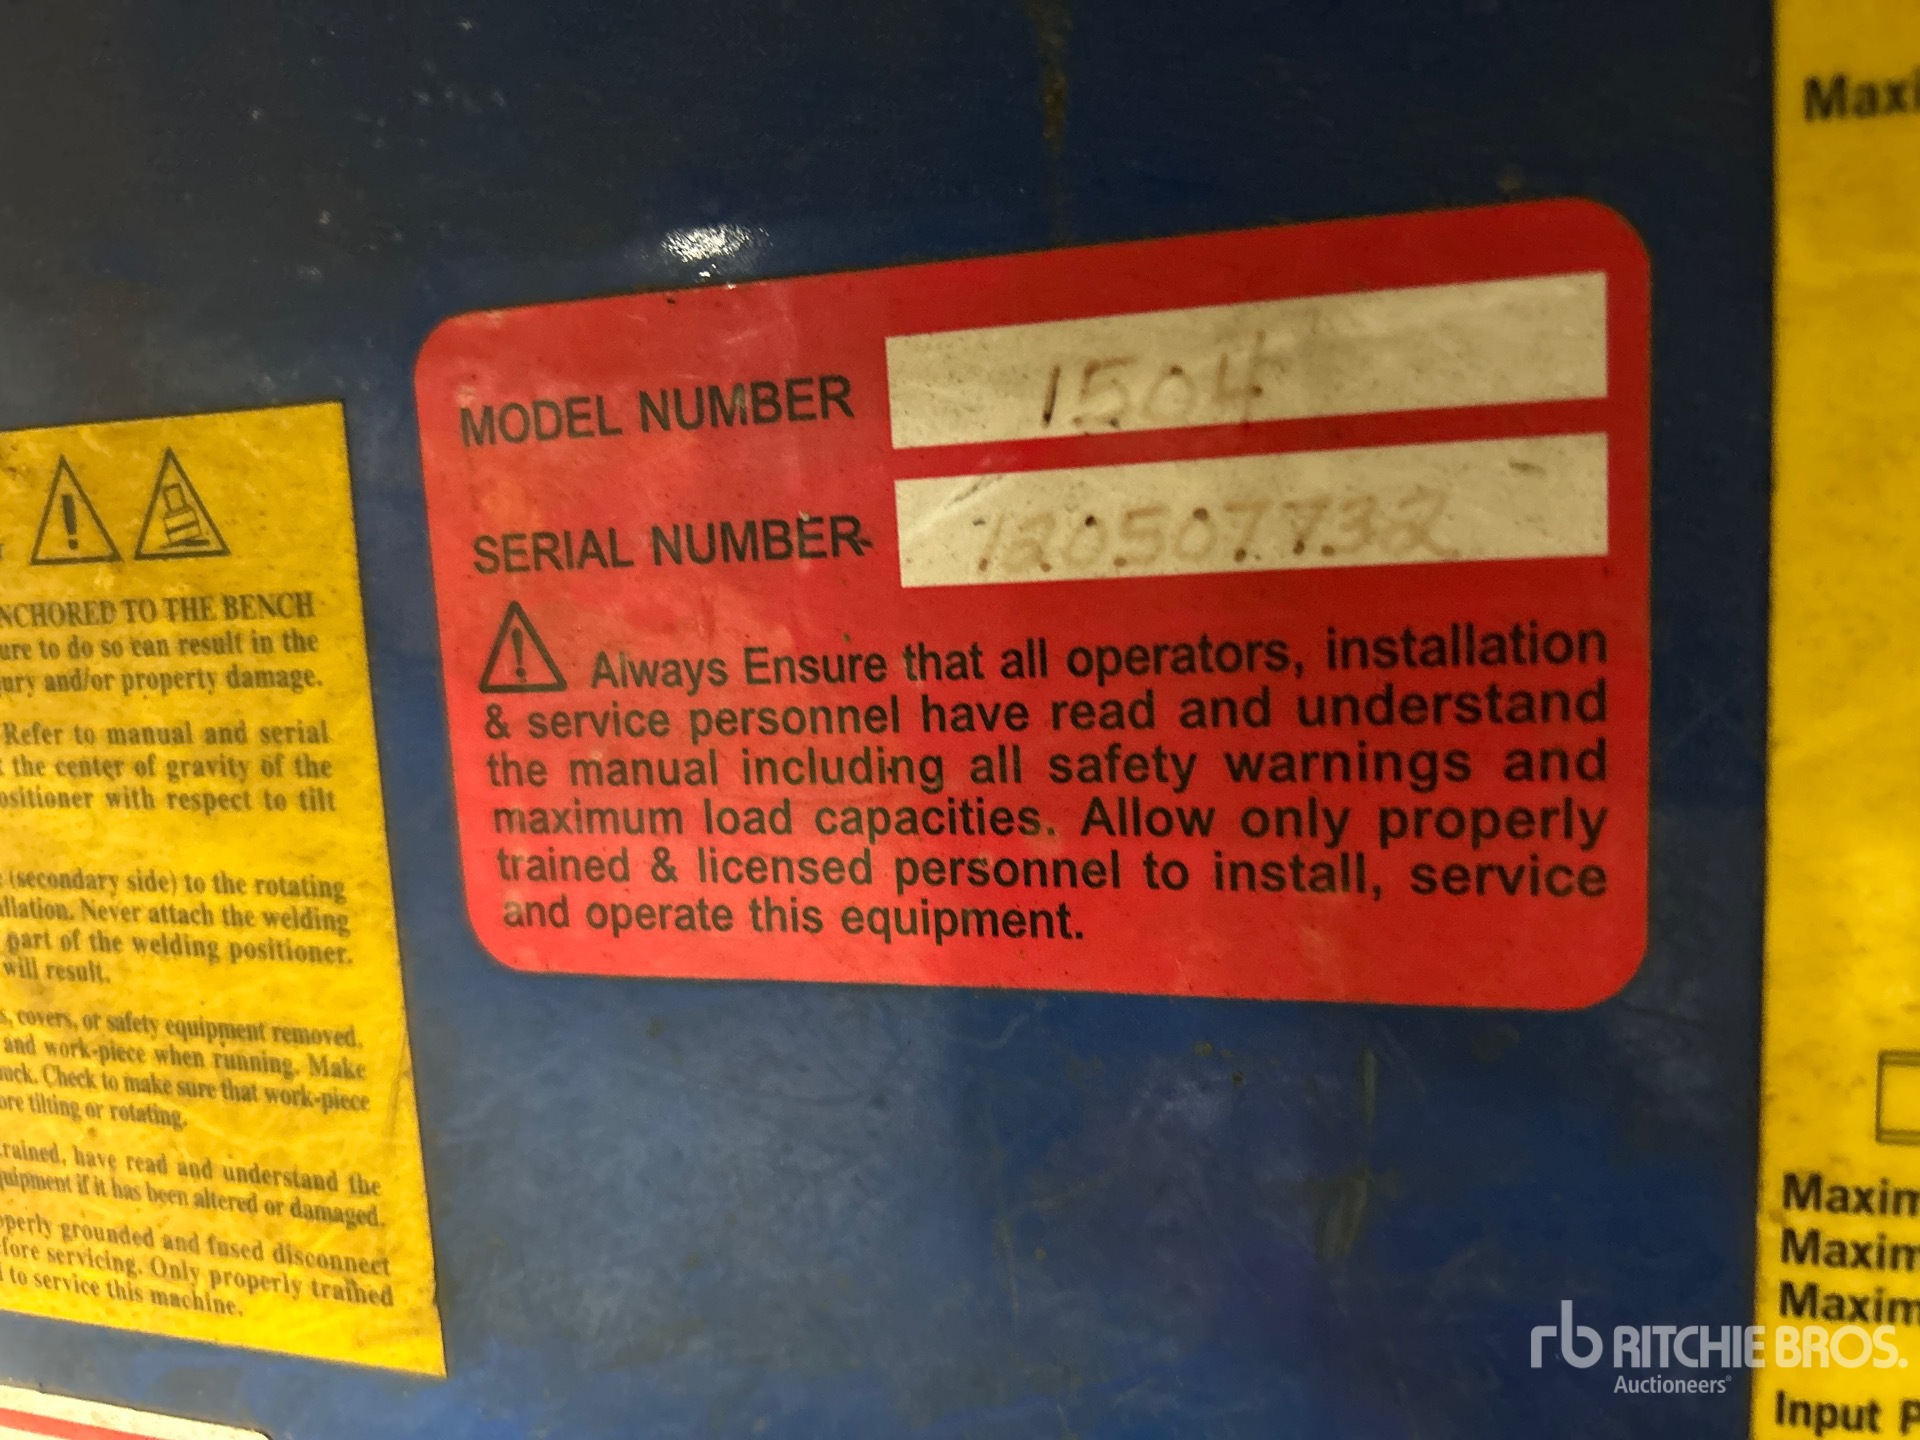 NCHORED TO THE BENCH
ure to do so can result in the
ury and/or property damage.
Refer to manual and serial
the center of gravity of the
ositioner with respect to tilt
(secondary side) to the rotating
llation. Never attach the welding
part of the welding positioner.
will result.
s, covers, or safety equipment removed.
and work-piece when running. Make
uck. Check to make sure that work-piece
ore tilting or rotating.
rained, have read and understand the
quipment if it has been altered or damaged.
operly grounded and fused disconnect
fore servicing. Only properly trained
to service this machine.
MODEL NUMBER 1504
SERIAL NUMBER 120507732
Always Ensure that all operators, installation
& service personnel have read and understand
the manual including all safety warnings and
maximum load capacities. Allow only properly
trained & licensed personnel to install, service
and operate this equipment.
Maxi
Maxim
Maxim
Maxim
Input P
rb RITCHIE BROS.
Auctioneers®